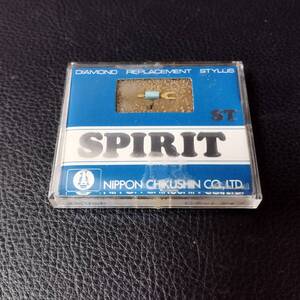 DIAMOND REPLACEMENT STYLUS
ST
SPIRIT
NIPPON CHIKUSHIN CO., LTD.